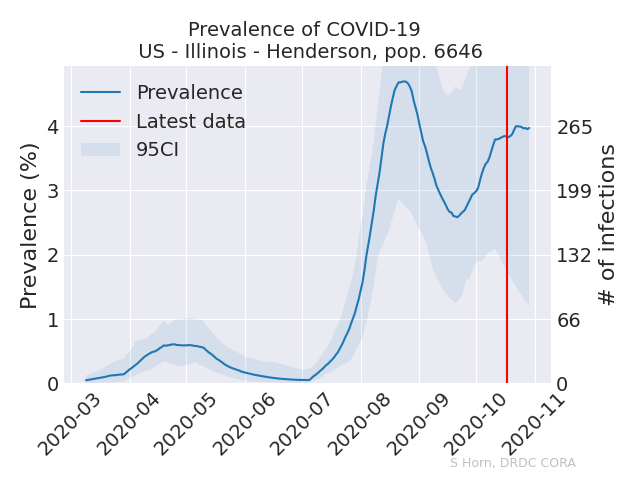 Prevalence of COVID-19
US - Illinois - Henderson, pop. 6646
Prevalence
Latest data
95CI
Prevalence (%)
4
3
2
1
0
# of infections
265
199
132
66
0
2020-03
2020-04
2020-05
2020-06
2020-07
2020-08
2020-09
2020-10
2020-11
S Horn, DRDC CORA